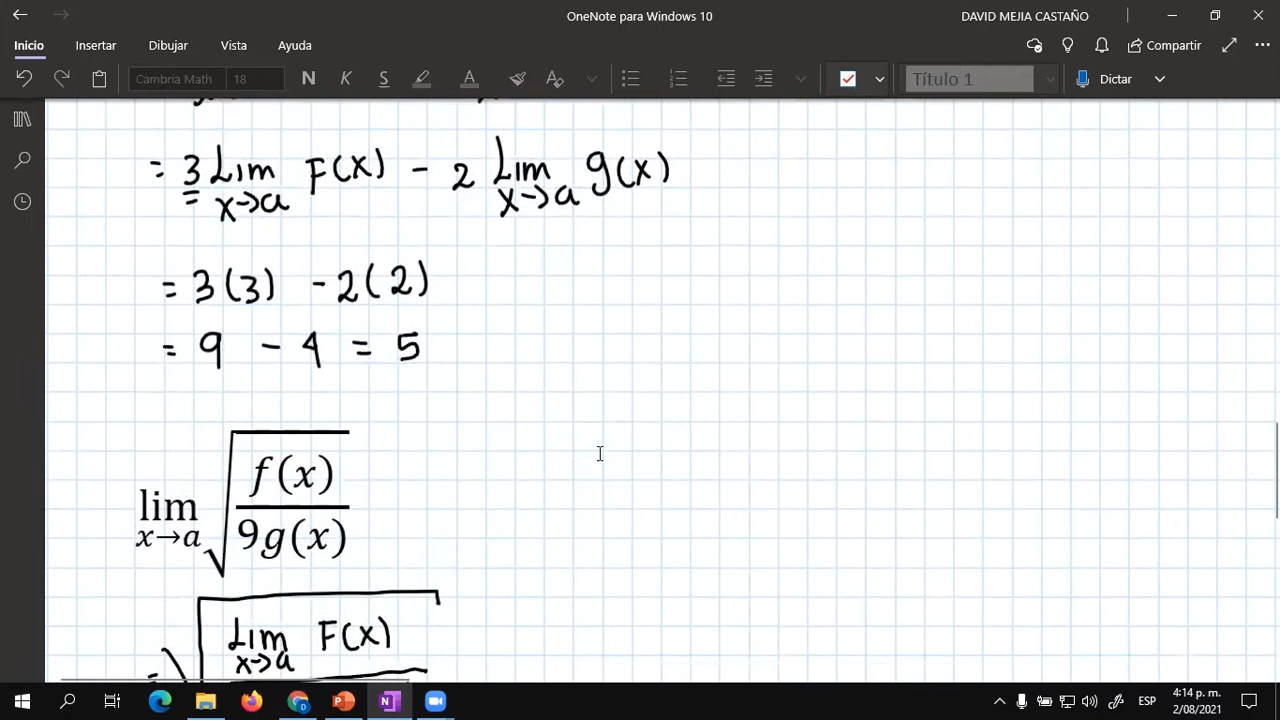 OneNote para Windows 10
DAVID MEJIA CASTAÑO
Inicio Insertar Dibujar Vista Ayuda
Compartir
Cambria Math 18 N K S A Título 1 Dictar
= 3 Lim F(x) - 2 Lim g(x)
x→a x→a
= 3(3) - 2(2)
= 9 - 4 = 5
lim √ f(x)
x→a 9g(x)
= √ Lim F(x)
x→a
ESP
4:14 p. m.
2/08/2021